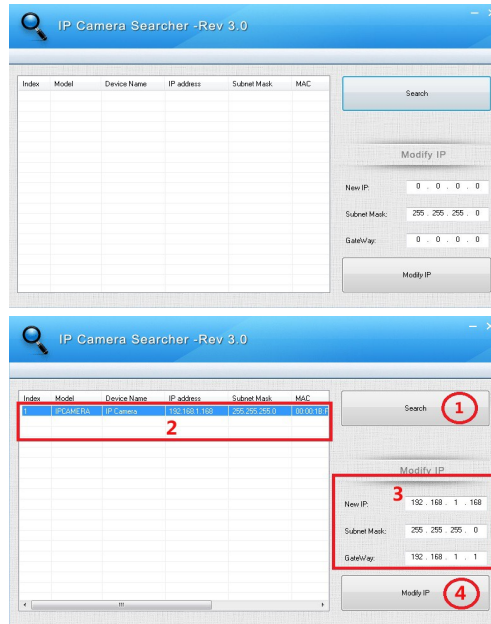 IP Camera Searcher -Rev 3.0
Index Model Device Name IP address Subnet Mask MAC
Search
Modify IP
New IP: 0 . 0 . 0 . 0
Subnet Mask: 255 . 255 . 255 . 0
GateWay: 0 . 0 . 0 . 0
Modify IP
IP Camera Searcher -Rev 3.0
Index Model Device Name IP address Subnet Mask MAC
1 IPCAMERA IP Camera 192.168.1.168 255.255.255.0 00:00:1B:F
2
Search 1
Modify IP
3
New IP: 192 . 168 . 1 . 168
Subnet Mask: 255 . 255 . 255 . 0
GateWay: 192 . 168 . 1 . 1
Modify IP 4